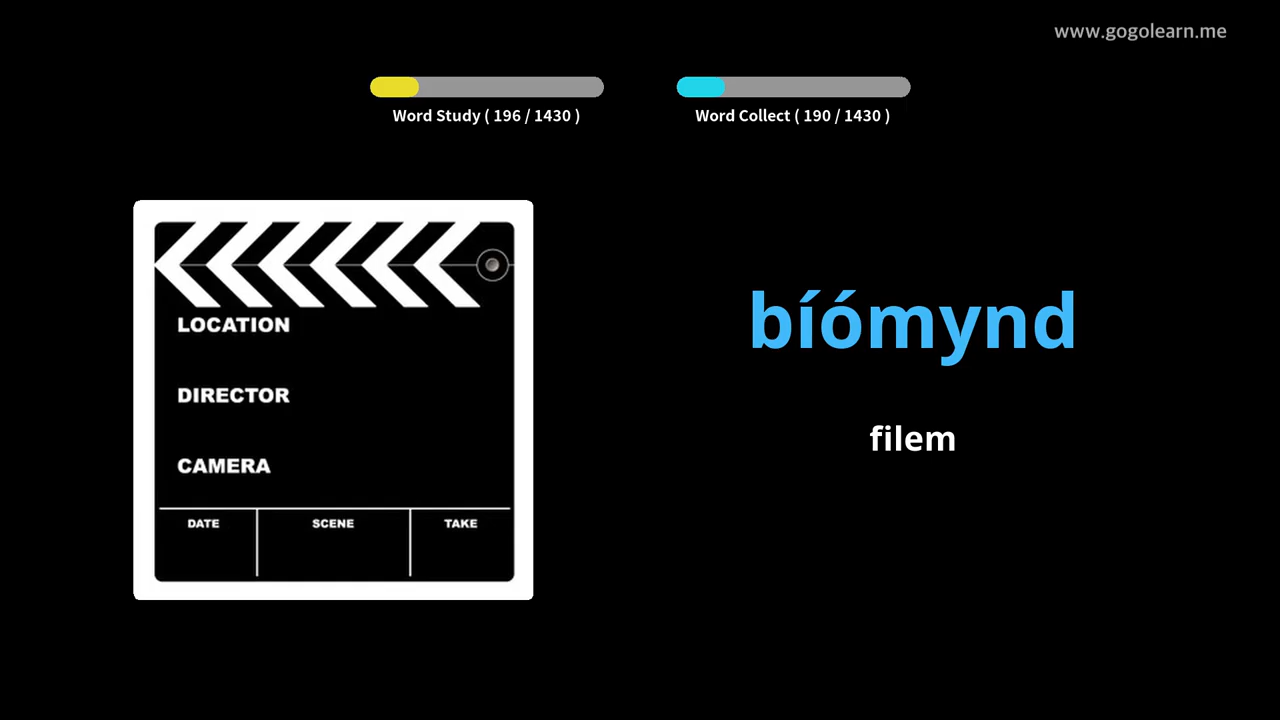 www.gogolearn.me
Word Study ( 196 / 1430 )
Word Collect ( 190 / 1430 )
LOCATION
DIRECTOR
CAMERA
DATE
SCENE
TAKE
bíómynd
filem